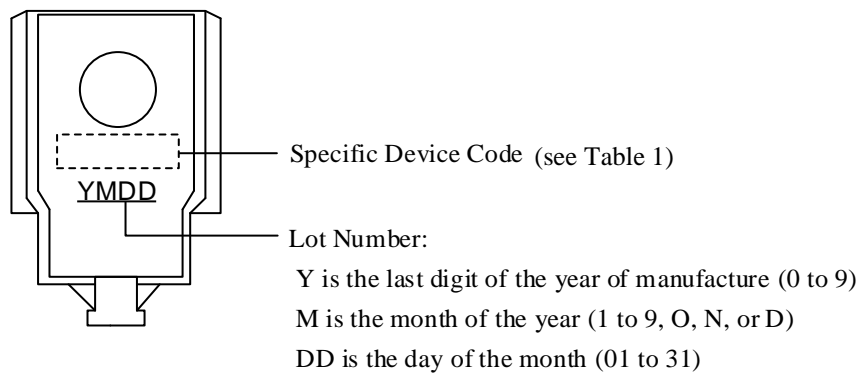 Specific Device Code (see Table 1)
YMDD
Lot Number:
Y is the last digit of the year of manufacture (0 to 9)
M is the month of the year (1 to 9, O, N, or D)
DD is the day of the month (01 to 31)